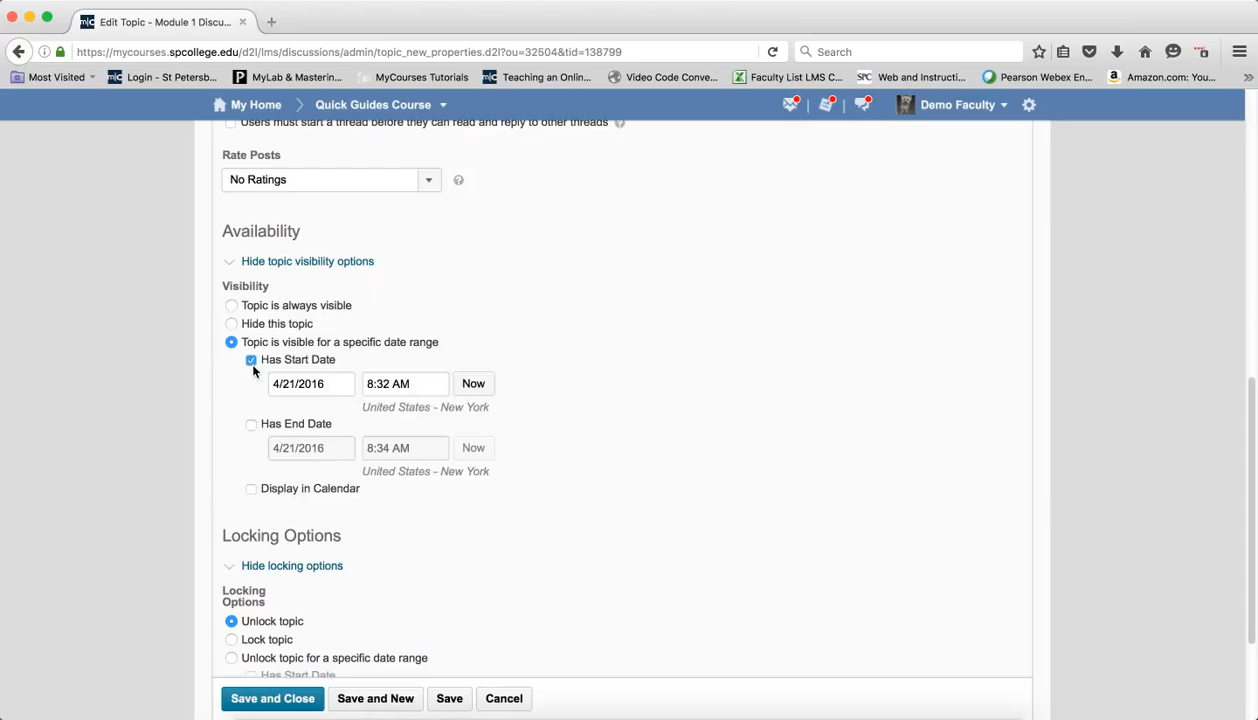 Edit Topic - Module 1 Discu...
https://mycourses.spcollege.edu/d2l/lms/discussions/admin/topic_new_properties.d2l?ou=32504&tid=138799
Search
Most Visited
Login - St Petersb...
MyLab & Masterin...
MyCourses Tutorials
Teaching an Onlin...
Video Code Conve...
Faculty List LMS C...
SPC Web and Instructi...
Pearson Webex En...
Amazon.com: You...
My Home
Quick Guides Course
Demo Faculty
Users must start a thread before they can read and reply to other threads
Rate Posts
No Ratings
Availability
Hide topic visibility options
Visibility
Topic is always visible
Hide this topic
Topic is visible for a specific date range
Has Start Date
4/21/2016 8:32 AM Now
United States - New York
Has End Date
4/21/2016 8:34 AM Now
United States - New York
Display in Calendar
Locking Options
Hide locking options
Locking
Options
Unlock topic
Lock topic
Unlock topic for a specific date range
Has Start Date
Save and Close Save and New Save Cancel